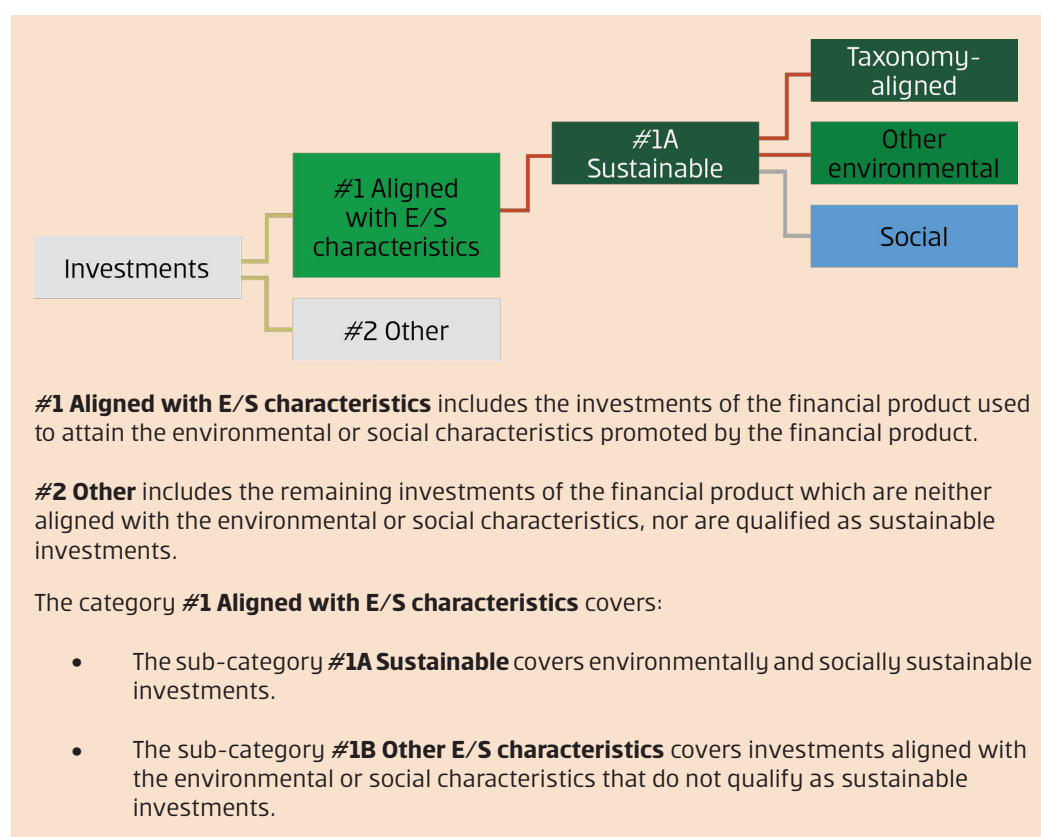 Taxonomy-
aligned
#1A
Sustainable
Other
environmental
#1 Aligned
with E/S
characteristics
Social
Investments
#2 Other
#1 Aligned with E/S characteristics includes the investments of the financial product used
to attain the environmental or social characteristics promoted by the financial product.
#2 Other includes the remaining investments of the financial product which are neither
aligned with the environmental or social characteristics, nor are qualified as sustainable
investments.
The category #1 Aligned with E/S characteristics covers:
• The sub-category #1A Sustainable covers environmentally and socially sustainable
investments.
• The sub-category #1B Other E/S characteristics covers investments aligned with
the environmental or social characteristics that do not qualify as sustainable
investments.